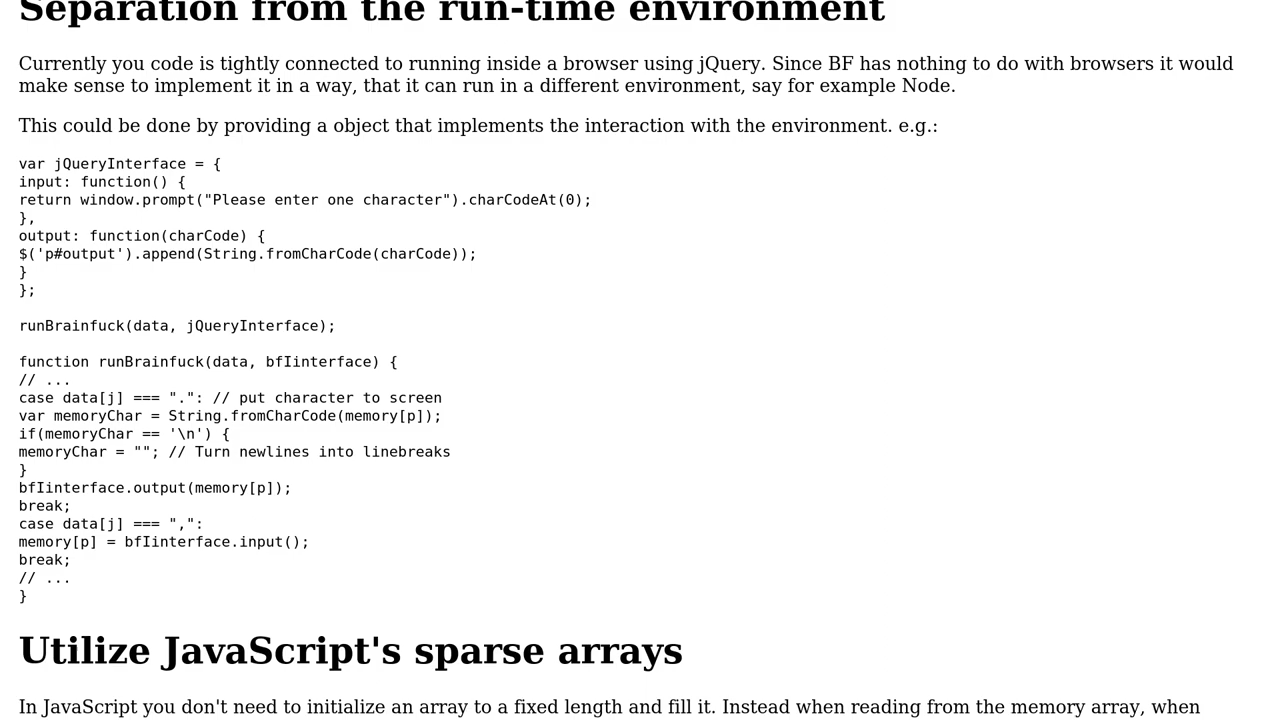 Separation from the run-time environment
Currently you code is tightly connected to running inside a browser using jQuery. Since BF has nothing to do with browsers it would
make sense to implement it in a way, that it can run in a different environment, say for example Node.
This could be done by providing a object that implements the interaction with the environment. e.g.:
var jQueryInterface = {
input: function() {
return window.prompt("Please enter one character").charCodeAt(0);
},
output: function(charCode) {
$('p#output').append(String.fromCharCode(charCode));
}
};
runBrainfuck(data, jQueryInterface);
function runBrainfuck(data, bfIinterface) {
// ...
case data[j] === ".": // put character to screen
var memoryChar = String.fromCharCode(memory[p]);
if(memoryChar == '\n') {
memoryChar = ""; // Turn newlines into linebreaks
}
bfIinterface.output(memory[p]);
break;
case data[j] === ",":
memory[p] = bfIinterface.input();
break;
// ...
}
Utilize JavaScript's sparse arrays
In JavaScript you don't need to initialize an array to a fixed length and fill it. Instead when reading from the memory array, when